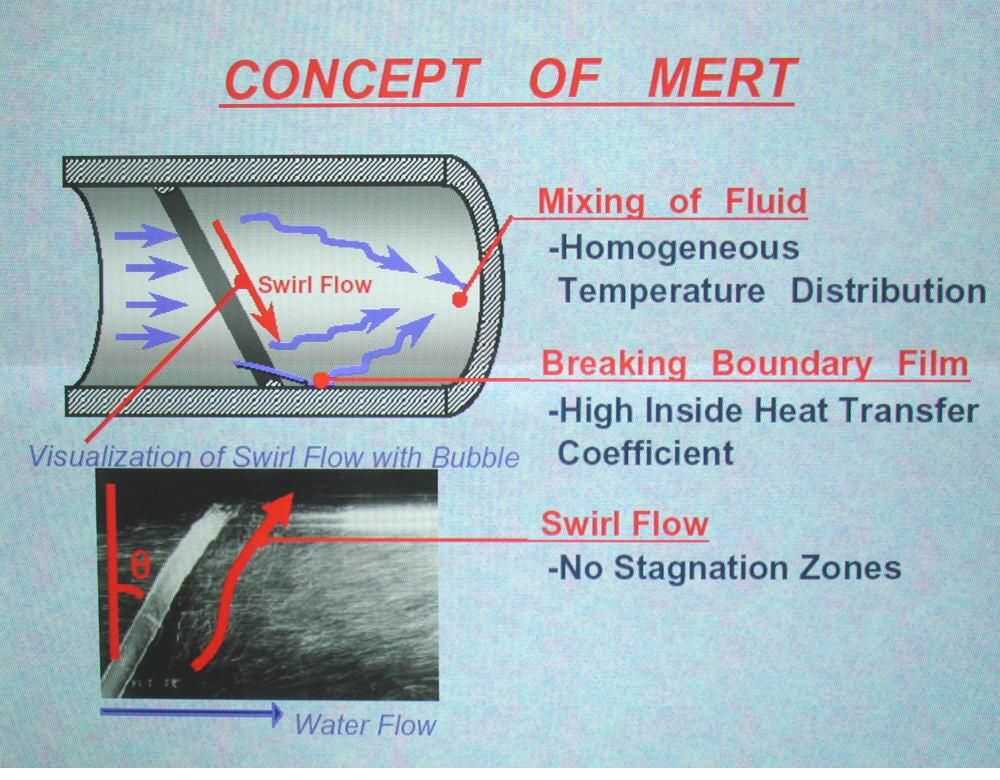 CONCEPT OF MERT
Swirl Flow
Mixing of Fluid
-Homogeneous
Temperature Distribution
Breaking Boundary Film
-High Inside Heat Transfer
Coefficient
Visualization of Swirl Flow with Bubble
θ
Swirl Flow
-No Stagnation Zones
Water Flow